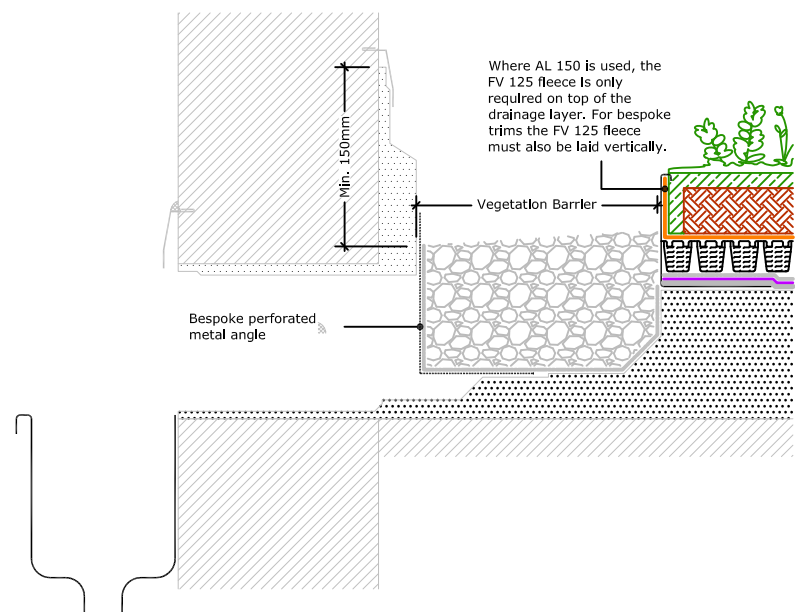 Where AL 150 is used, the
FV 125 fleece is only
required on top of the
drainage layer. For bespoke
trims the FV 125 fleece
must also be laid vertically.
Min. 150mm
Vegetation Barrier
Bespoke perforated
metal angle